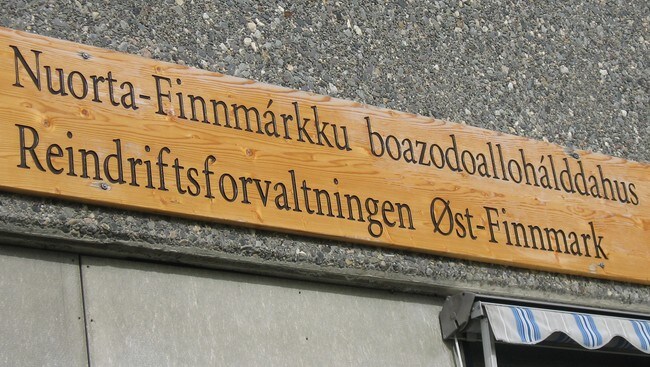 Nuorta-Finnmárkku boazodoallohálddahus
Reindriftsforvaltningen Øst-Finnmark